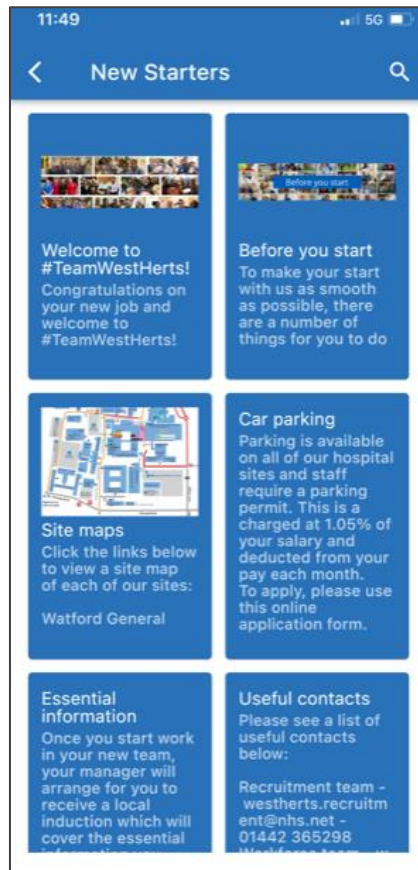 11:49
5G
New Starters
Before you start
Welcome to
#TeamWestHerts!
Congratulations on
your new job and
welcome to
#TeamWestHerts!
Before you start
To make your start
with us as smooth
as possible, there
are a number of
things for you to do
Site maps
Click the links below
to view a site map
of each of our sites:
Watford General
Car parking
Parking is available
on all of our hospital
sites and staff
require a parking
permit. This is a
charged at 1.05% of
your salary and
deducted from your
pay each month.
To apply, please use
this online
application form.
Essential
information
Once you start work
in your new team,
your manager will
arrange for you to
receive a local
induction which will
cover the essential
information you
Useful contacts
Please see a list of
useful contacts
below:
Recruitment team -
westherts.recruitm
ent@nhs.net -
01442 365298
Workforce team - w